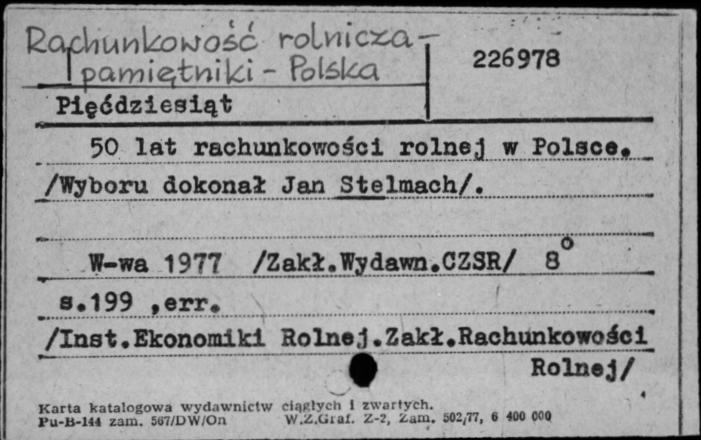 Rachunkowość rolnicza -
pamiętniki - Polska
226978
Pięćdziesiąt
50 lat rachunkowości rolnej w Polsce.
/Wyboru dokonał Jan Stelmach/.
W-wa 1977 /Zakł.Wydawn.CZSR/ 8°
s.199 ,err.
/Inst.Ekonomiki Rolnej.Zakł.Rachunkowości
Rolnej/
Karta katalogowa wydawnictw ciągłych i zwartych.
Pu-B-144 zam. 567/DW/On W.Z.Graf. Z-2, Zam. 502/77, 6 400 000